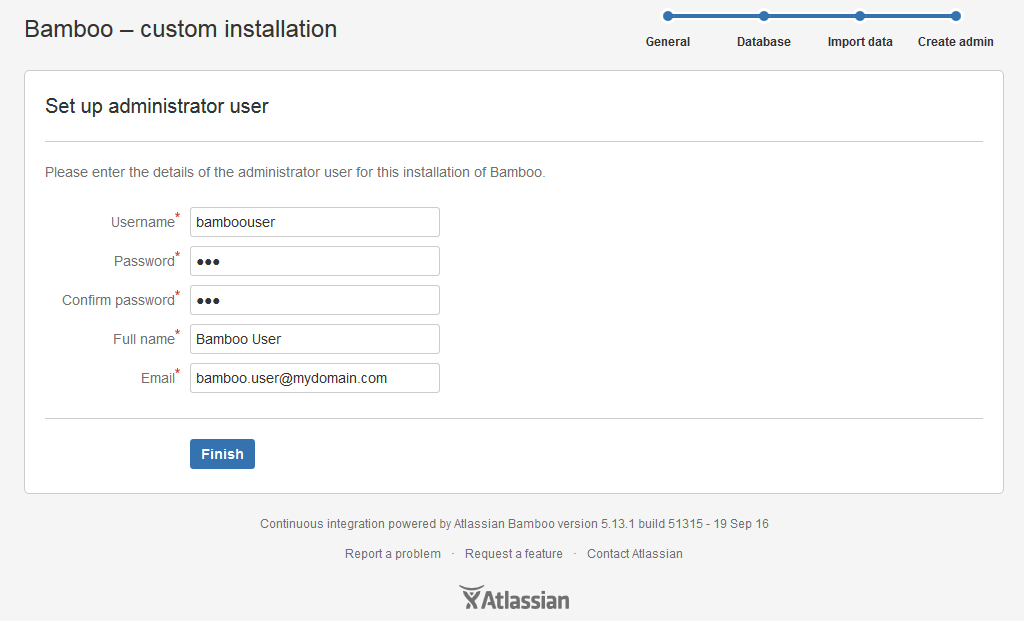 Bamboo – custom installation
General Database Import data Create admin
Set up administrator user
Please enter the details of the administrator user for this installation of Bamboo.
Username* bamboouser
Password* •••
Confirm password* •••
Full name* Bamboo User
Email* bamboo.user@mydomain.com
Finish
Continuous integration powered by Atlassian Bamboo version 5.13.1 build 51315 - 19 Sep 16
Report a problem · Request a feature · Contact Atlassian
Atlassian